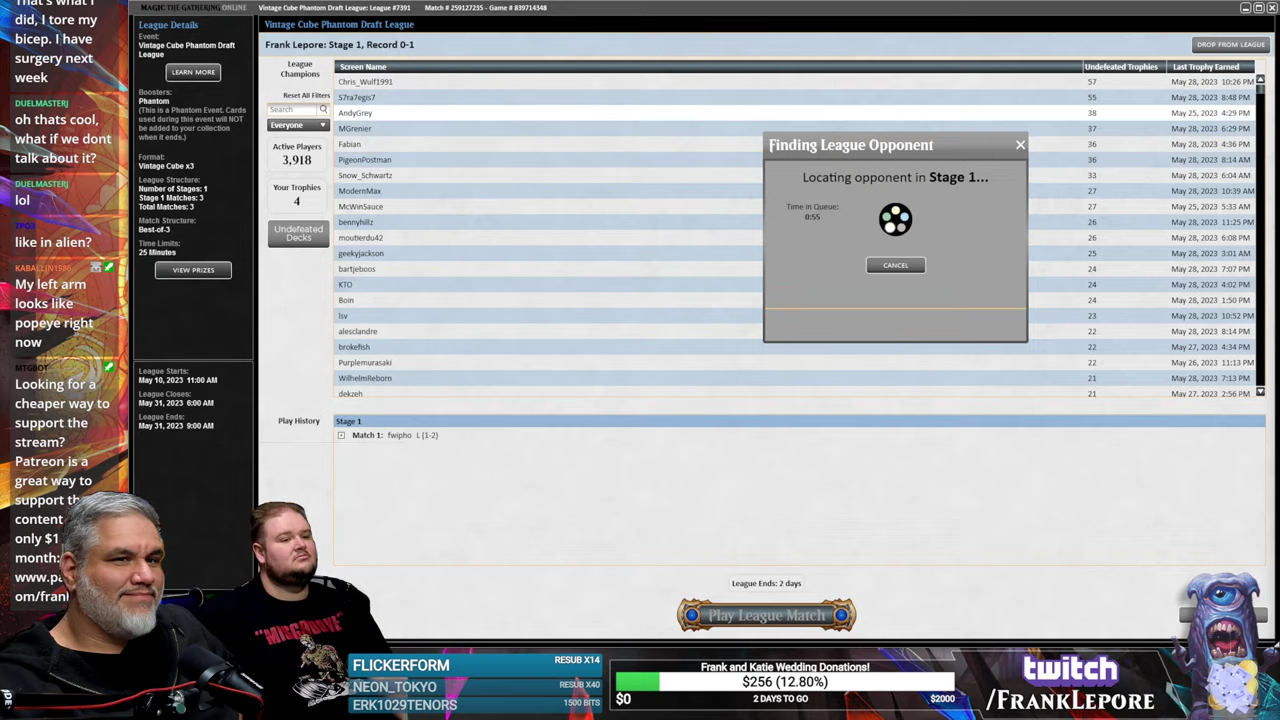 That's what I
did, I tore my
bicep. I have
surgery next
week
DUELMASTERJ
oh thats cool,
what if we dont
talk about it?
DUELMASTERJ
lol
TPO3
like in alien?
KABALLIN1986
My left arm
looks like
popeye right
now
MTGBOT
Looking for a
cheaper way to
support the
stream?
Patreon is a
great way to
support th
content
only $1
month:
www.pa
om/frank
MAGIC THE GATHERING ONLINE
Vintage Cube Phantom Draft League: League #7391
Match # 259127235 - Game # 839714348
League Details
Event:
Vintage Cube Phantom Draft
League
LEARN MORE
Boosters:
Phantom
(This is a Phantom Event. Cards
used during this event will NOT
be added to your collection
when it ends.)
Format:
Vintage Cube x3
League Structure:
Number of Stages: 1
Stage 1 Matches: 3
Total Matches: 3
Match Structure:
Best-of-3
Time Limits:
25 Minutes
VIEW PRIZES
League Starts:
May 10, 2023 11:00 AM
League Closes:
May 31, 2023 6:00 AM
League Ends:
May 31, 2023 9:00 AM
Vintage Cube Phantom Draft League
Frank Lepore: Stage 1, Record 0-1
DROP FROM LEAGUE
League
Champions
Reset All Filters
Search
Everyone
Active Players
3,918
Your Trophies
4
Undefeated
Decks
Screen Name Undefeated Trophies Last Trophy Earned
Chris_Wulf1991 57 May 28, 2023 10:26 PM
S7ra7egis7 55 May 28, 2023 8:48 PM
AndyGrey 38 May 25, 2023 4:29 PM
MGrenier 37 May 28, 2023 6:29 PM
Fabian 36 May 28, 2023 4:36 PM
PigeonPostman 36 May 28, 2023 8:14 AM
Snow_Schwartz 33 May 28, 2023 6:04 AM
ModernMax 27 May 28, 2023 10:39 AM
McWinSauce 27 May 25, 2023 5:33 AM
bennyhillz 26 May 28, 2023 11:25 PM
moutierdu42 26 May 28, 2023 6:08 PM
geekyjackson 25 May 28, 2023 3:01 AM
bartjeboos 24 May 28, 2023 7:07 PM
KTO 24 May 28, 2023 4:02 PM
Boin 24 May 28, 2023 1:50 PM
lsv 23 May 28, 2023 10:52 PM
alesclandre 22 May 28, 2023 8:14 PM
brokefish 22 May 27, 2023 4:34 PM
Purplemurasaki 22 May 26, 2023 11:13 PM
WilhelmReborn 21 May 28, 2023 7:13 PM
dekzeh 21 May 27, 2023 2:56 PM
Finding League Opponent
Locating opponent in Stage 1...
Time in Queue:
0:55
CANCEL
Play History
Stage 1
Match 1: fwipho L (1-2)
League Ends: 2 days
Play League Match
FLICKERFORM RESUB X14
NEON_TOKYO RESUB X40
ERK1029TENORS 1500 BITS
Frank and Katie Wedding Donations!
$256 (12.80%)
$0 2 DAYS TO GO $2000
twitch
/FRANKLEPORE